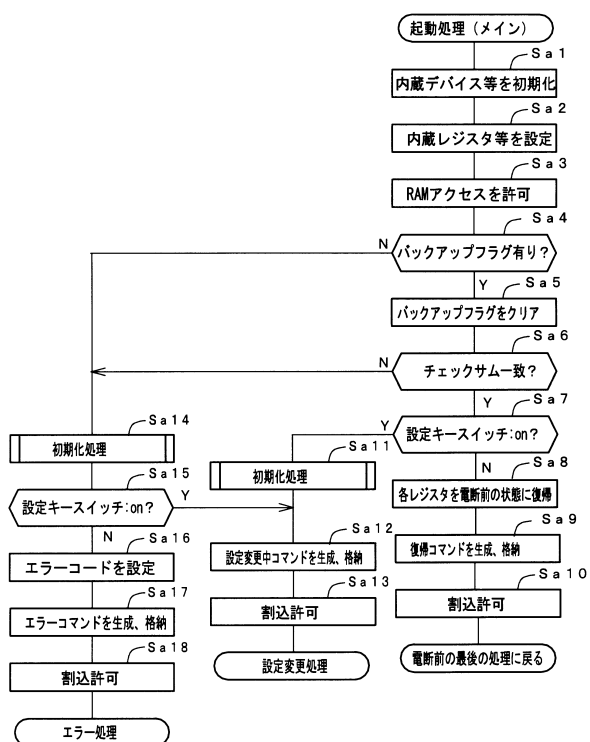 起動処理（メイン）
Sa1
内蔵デバイス等を初期化
Sa2
内蔵レジスタ等を設定
Sa3
RAMアクセスを許可
Sa4
N
バックアップフラグ有り？
Y
Sa5
バックアップフラグをクリア
Sa6
N
チェックサム一致？
Y
Sa7
Y
設定キースイッチ:on？
N
Sa8
各レジスタを電断前の状態に復帰
Sa9
復帰コマンドを生成、格納
Sa10
割込許可
電断前の最後の処理に戻る
Sa11
初期化処理
Sa12
設定変更中コマンドを生成、格納
Sa13
割込許可
設定変更処理
Sa14
初期化処理
Sa15
設定キースイッチ:on？
Y
N
Sa16
エラーコードを設定
Sa17
エラーコマンドを生成、格納
Sa18
割込許可
エラー処理